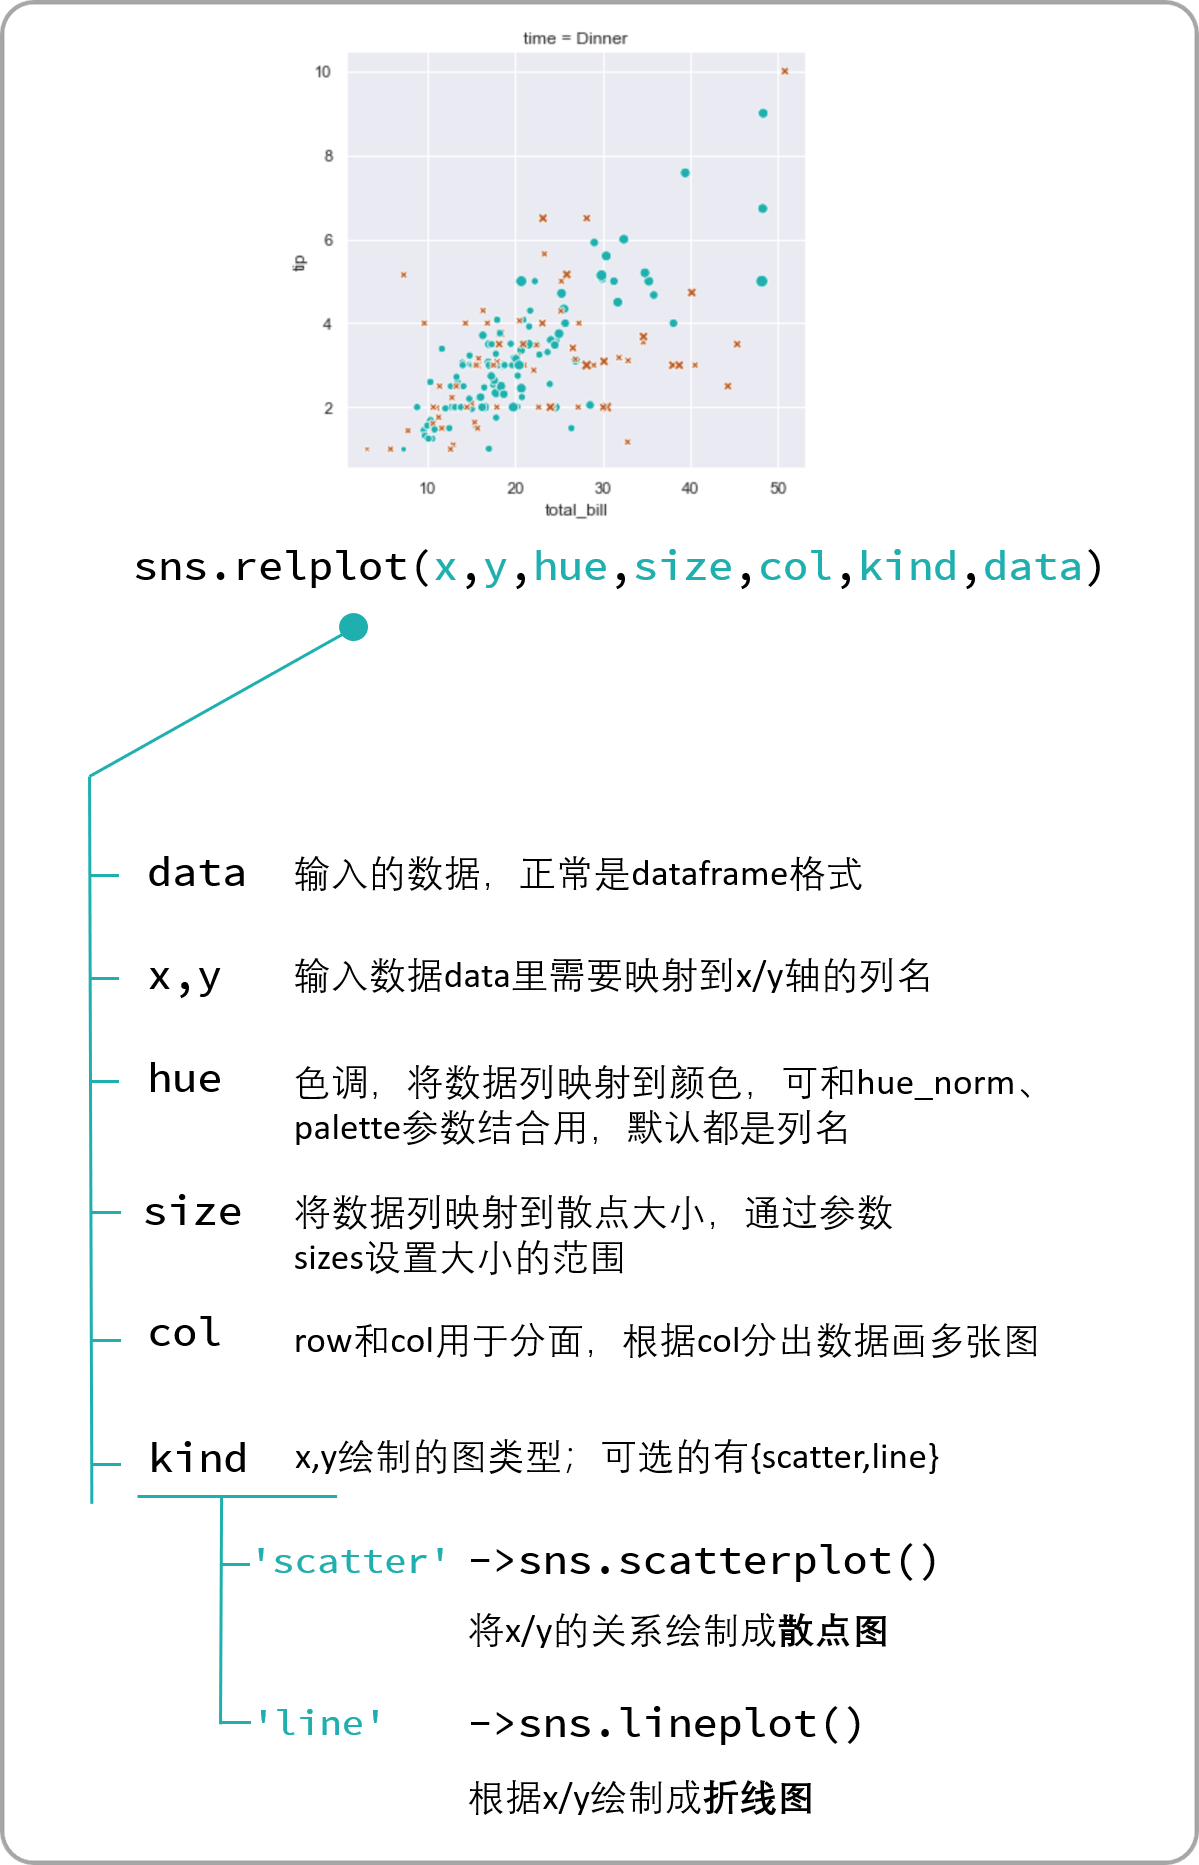 time = Dinner
10
8
6
4
2
tip
10 20 30 40 50
total_bill
sns.relplot(x,y,hue,size,col,kind,data)
data 输入的数据，正常是dataframe格式
x,y 输入数据data里需要映射到x/y轴的列名
hue 色调，将数据列映射到颜色，可和hue_norm、
palette参数结合用，默认都是列名
size 将数据列映射到散点大小，通过参数
sizes设置大小的范围
col row和col用于分面，根据col分出数据画多张图
kind x,y绘制的图类型；可选的有{scatter,line}
'scatter' ->sns.scatterplot()
将x/y的关系绘制成散点图
'line' ->sns.lineplot()
根据x/y绘制成折线图